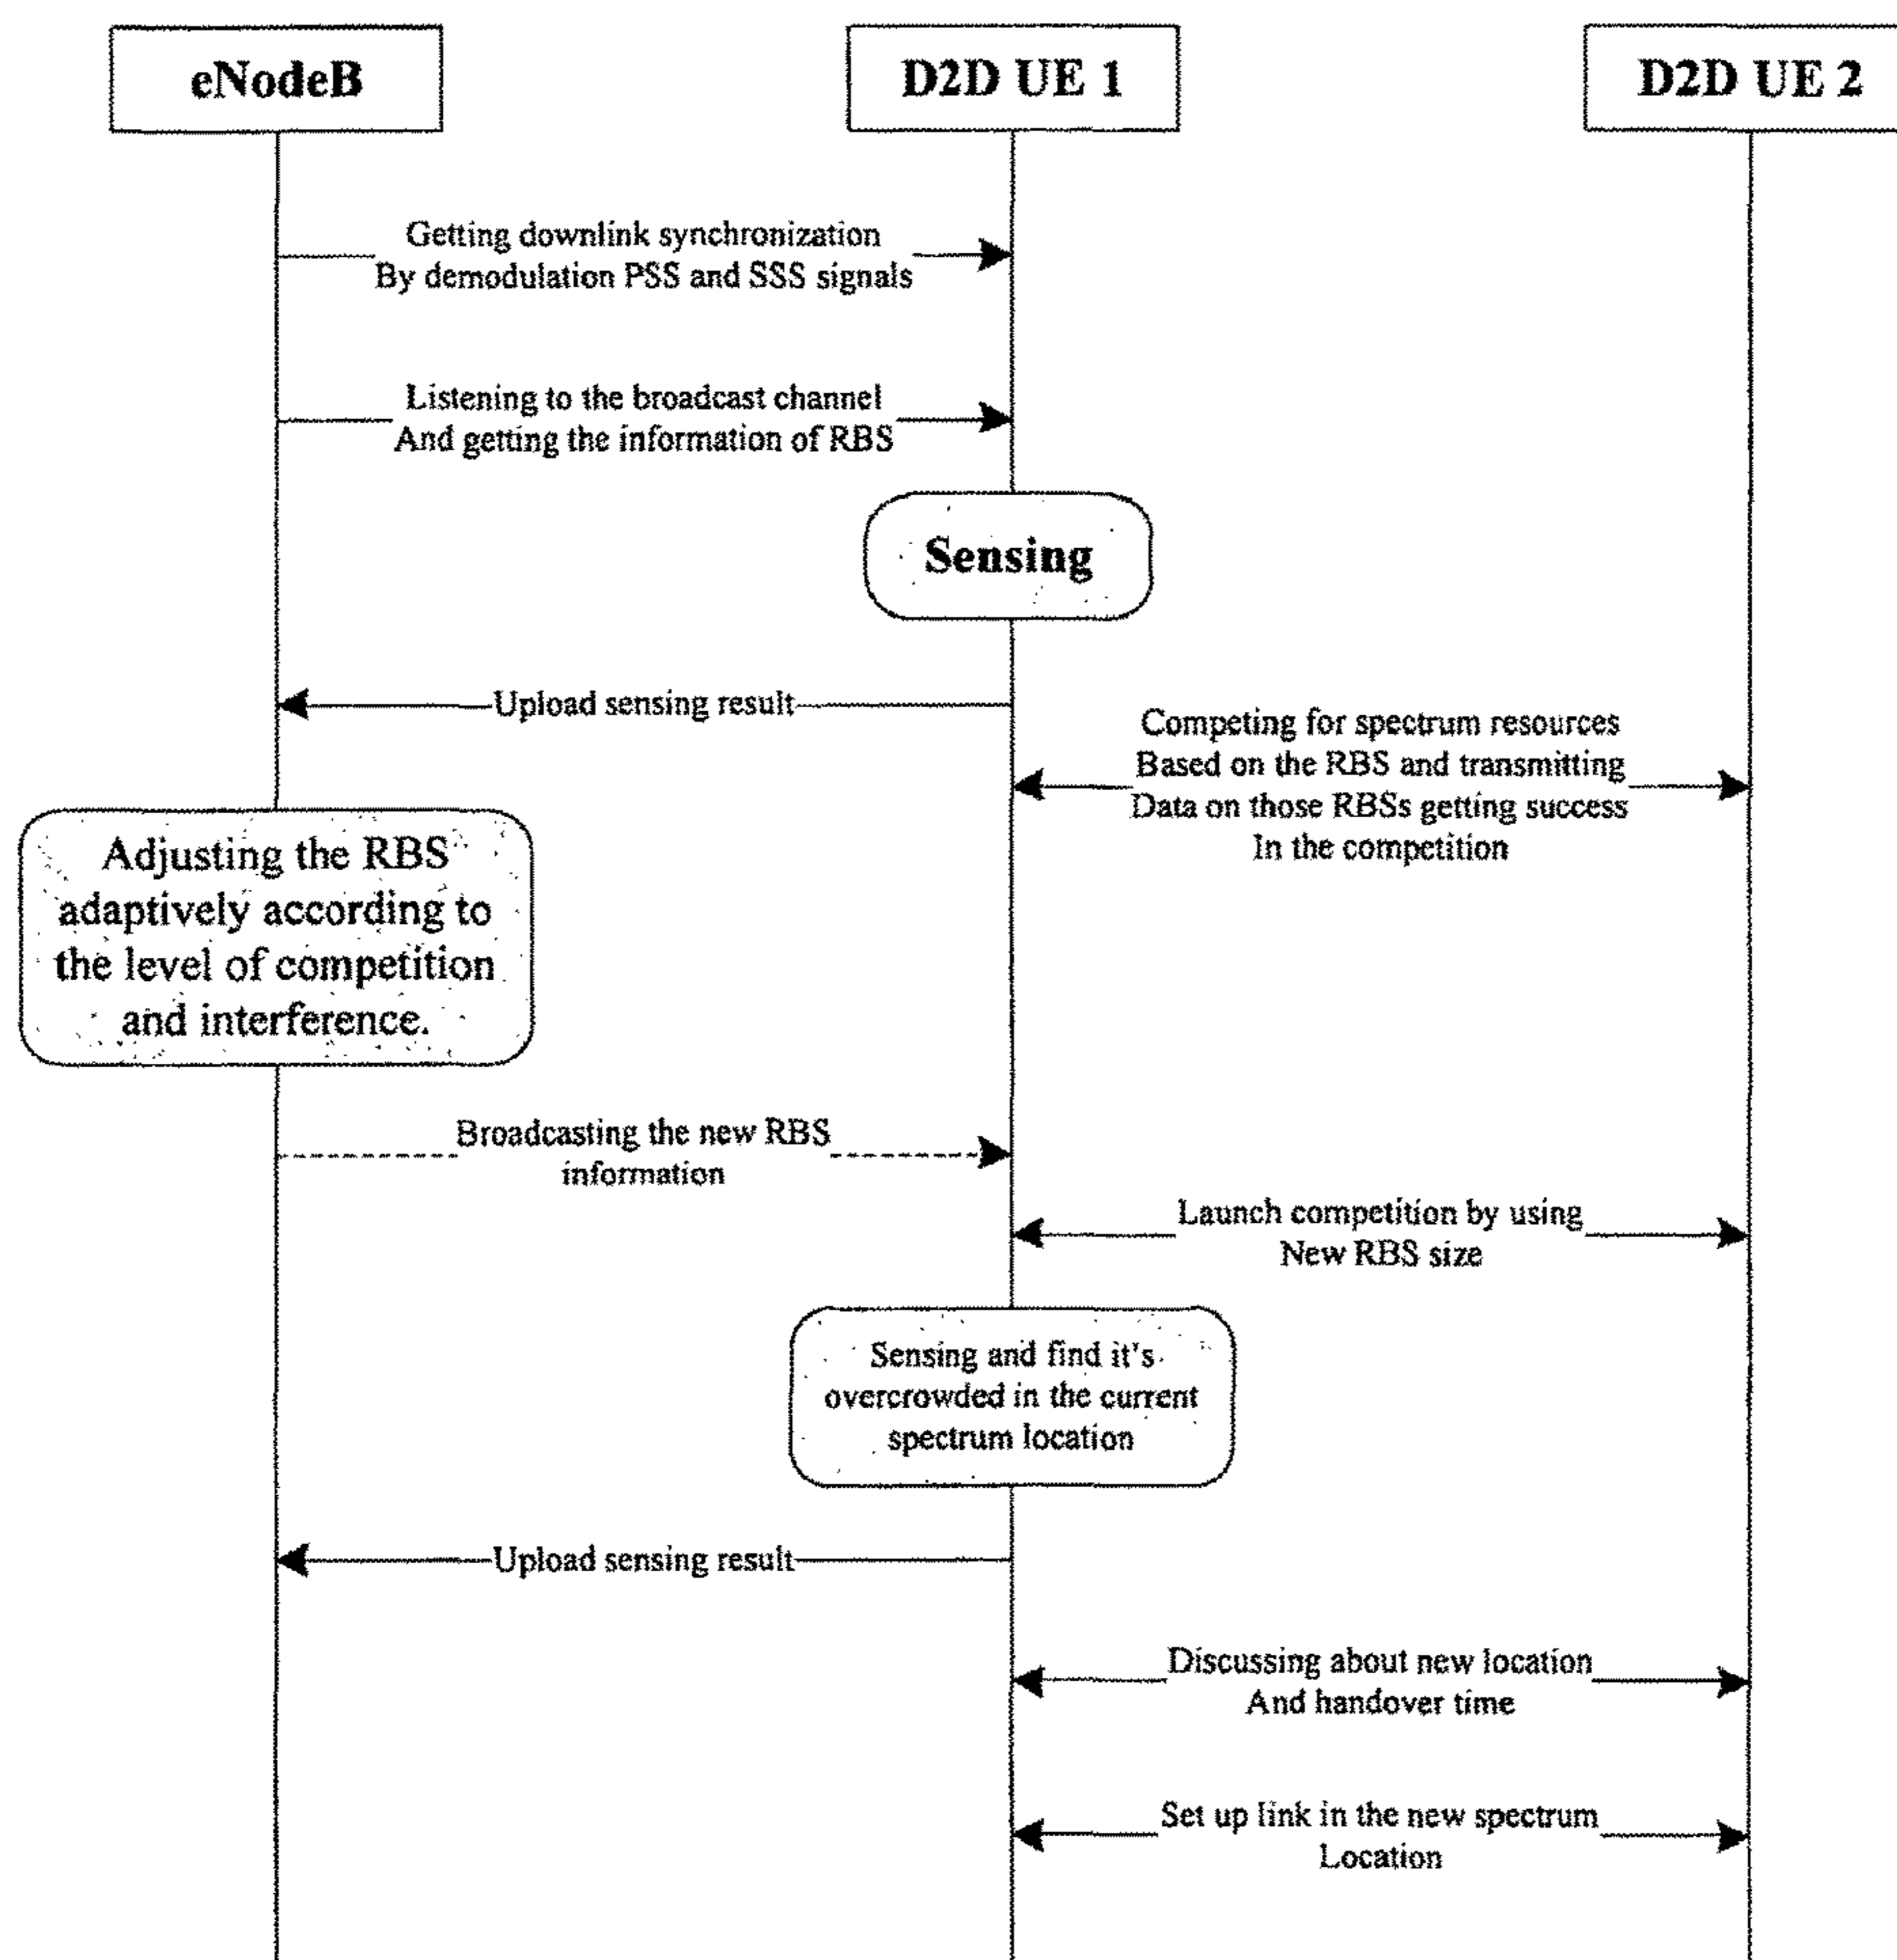 eNodeB
D2D UE 1
D2D UE 2
Getting downlink synchronization
By demodulation PSS and SSS signals
Listening to the broadcast channel
And getting the information of RBS
Sensing
Upload sensing result
Competing for spectrum resources
Based on the RBS and transmitting
Data on those RBSs getting success
In the competition
Adjusting the RBS
adaptively according to
the level of competition
and interference.
Broadcasting the new RBS
information
Launch competition by using
New RBS size
Sensing and find it's
overcrowded in the current
spectrum location
Upload sensing result
Discussing about new location
And handover time
Set up link in the new spectrum
Location